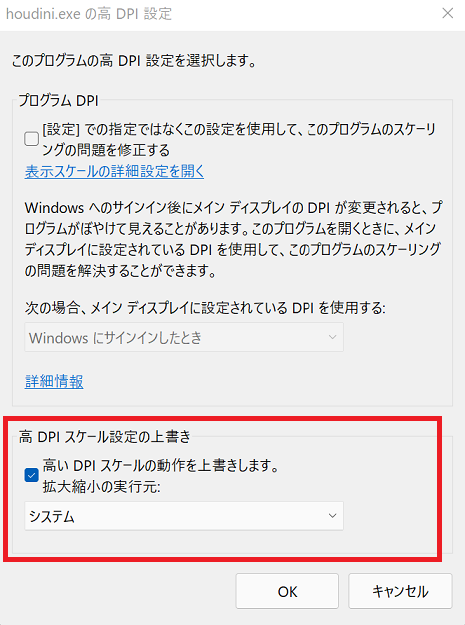 houdini.exe の高 DPI 設定
このプログラムの高 DPI 設定を選択します。
プログラム DPI
[設定] での指定ではなくこの設定を使用して、このプログラムのスケーリ
ングの問題を修正する
表示スケールの詳細設定を開く
Windows へのサインイン後にメイン ディスプレイの DPI が変更されると、プ
ログラムがぼやけて見えることがあります。このプログラムを開くときに、メイン
ディスプレイに設定されている DPI を使用して、このプログラムのスケーリング
の問題を解決することができます。
次の場合、メイン ディスプレイに設定されている DPI を使用する:
Windows にサインインしたとき
詳細情報
高 DPI スケール設定の上書き
高い DPI スケールの動作を上書きします。
拡大縮小の実行元:
システム
OK
キャンセル